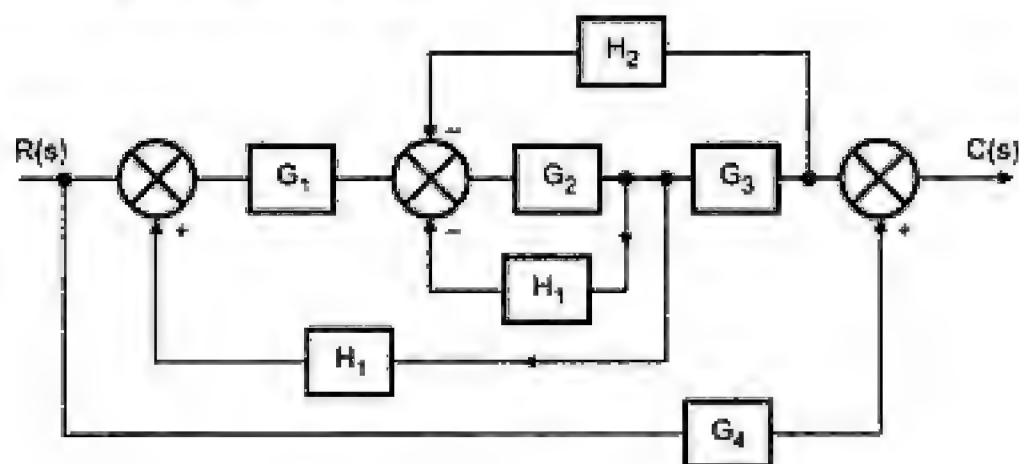 H₂
R(s) G₁ G₂ G₃ C(s)
H₁
H₁
G₄
− − + +